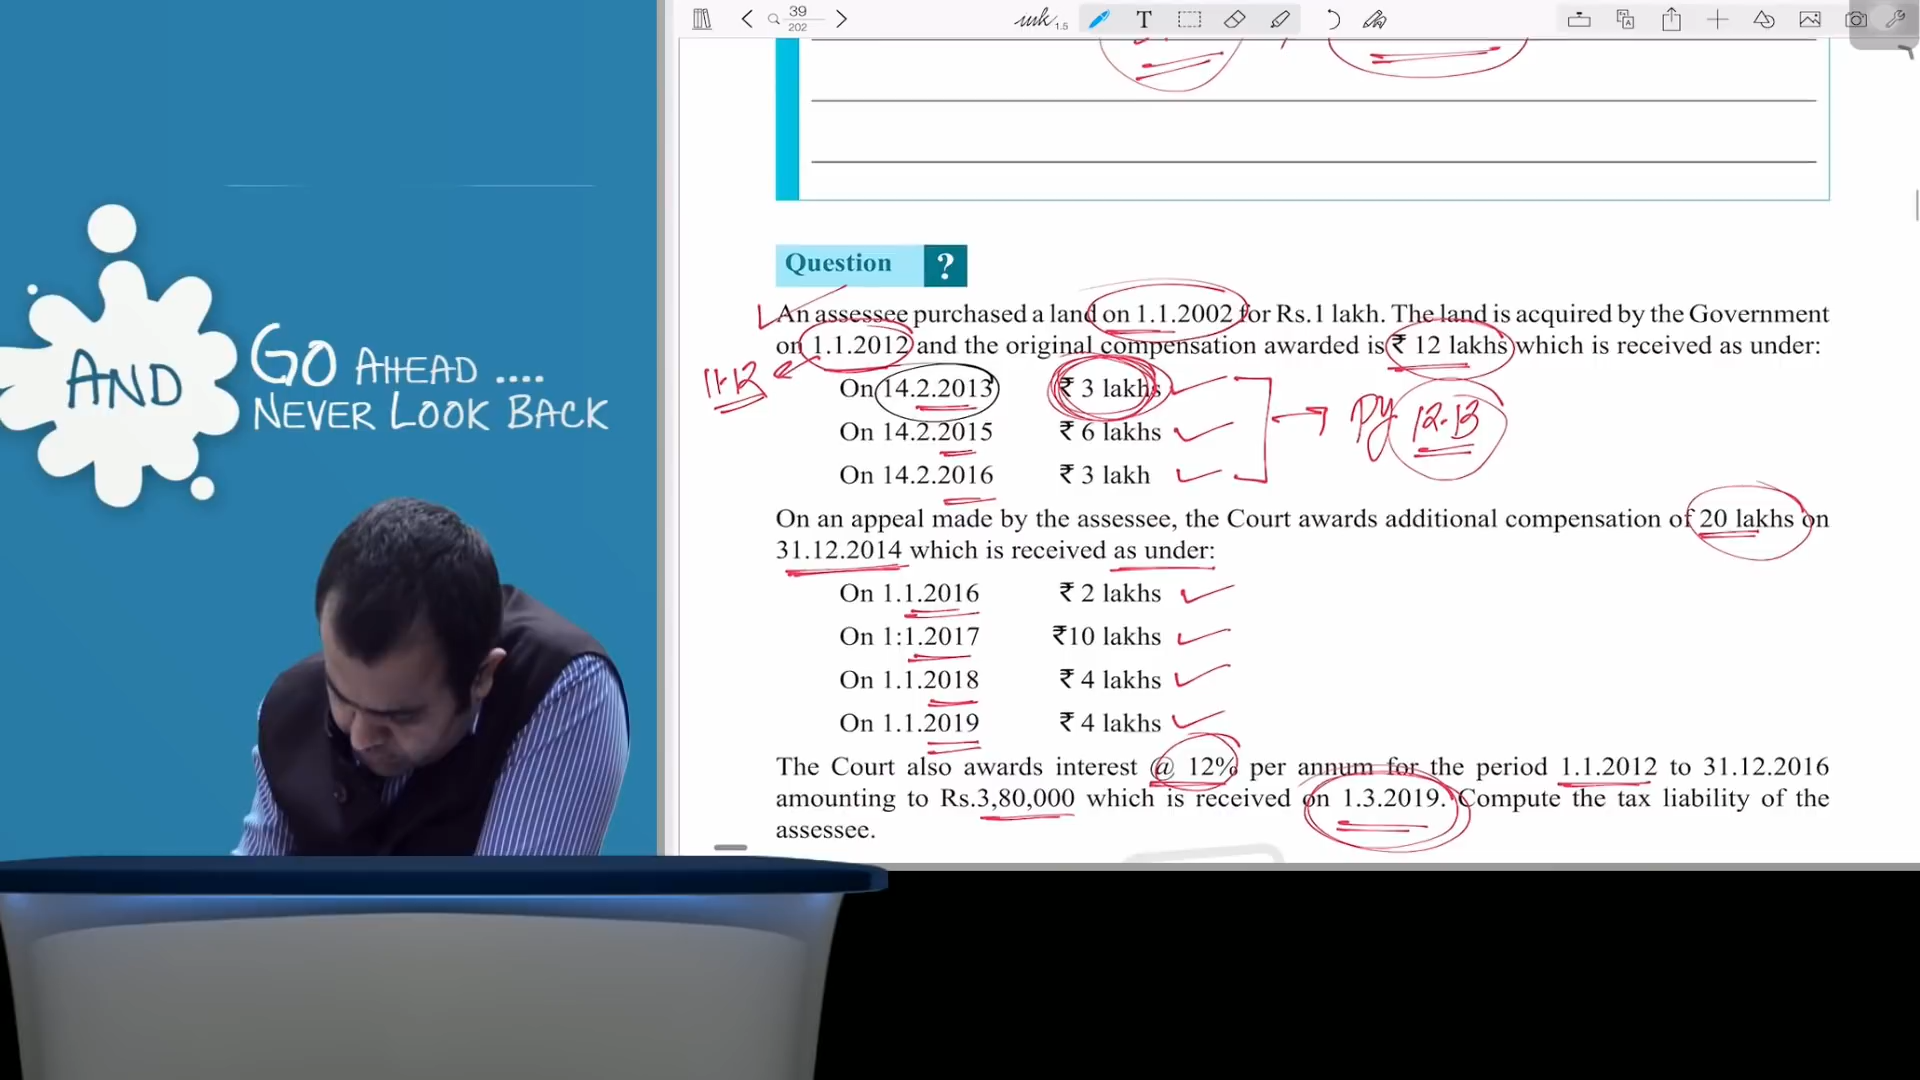 39
202
ink 1.5
T
AND
GO AHEAD ....
NEVER LOOK BACK
Question ?
An assessee purchased a land on 1.1.2002 for Rs.1 lakh. The land is acquired by the Government
on 1.1.2012 and the original compensation awarded is ₹ 12 lakhs which is received as under:
11-12
On 14.2.2013 ₹ 3 lakhs
On 14.2.2015 ₹ 6 lakhs
On 14.2.2016 ₹ 3 lakh
PY 12-13
On an appeal made by the assessee, the Court awards additional compensation of 20 lakhs on
31.12.2014 which is received as under:
On 1.1.2016 ₹ 2 lakhs
On 1:1.2017 ₹10 lakhs
On 1.1.2018 ₹ 4 lakhs
On 1.1.2019 ₹ 4 lakhs
The Court also awards interest @ 12% per annum for the period 1.1.2012 to 31.12.2016
amounting to Rs.3,80,000 which is received on 1.3.2019. Compute the tax liability of the
assessee.